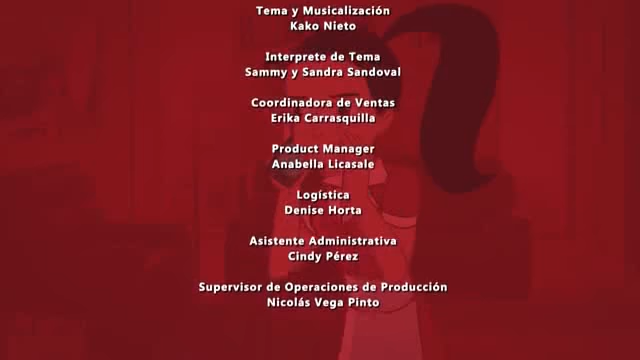 Tema y Musicalización
Kako Nieto
Interprete de Tema
Sammy y Sandra Sandoval
Coordinadora de Ventas
Erika Carrasquilla
Product Manager
Anabella Licasale
Logística
Denise Horta
Asistente Administrativa
Cindy Pérez
Supervisor de Operaciones de Producción
Nicolás Vega Pinto